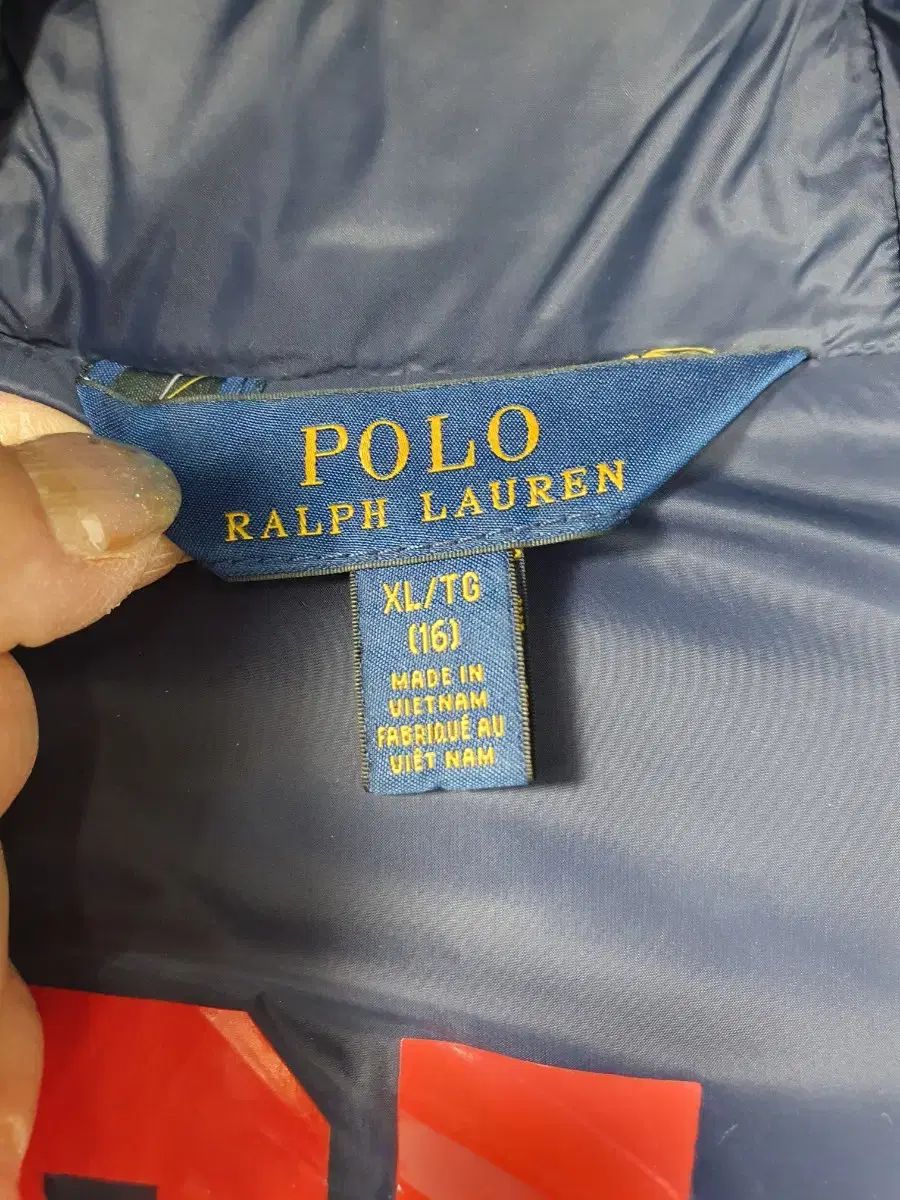 POLO
RALPH LAUREN
XL/TG
(16)
MADE IN
VIETNAM
FABRIQUÉ AU
VIÊT NAM